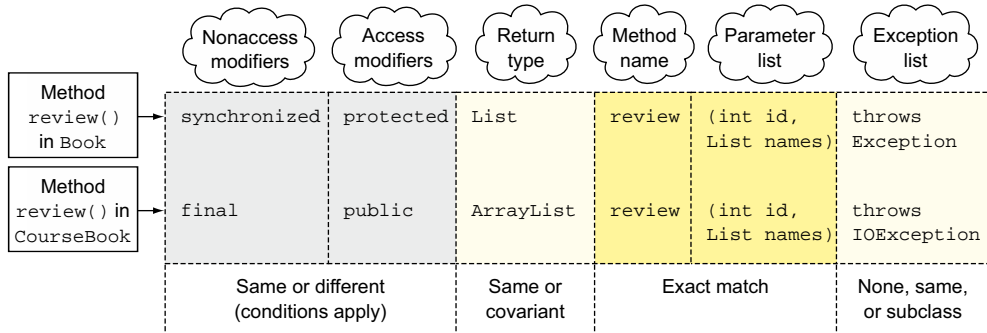 Nonaccess modifiers
Access modifiers
Return type
Method name
Parameter list
Exception list
Method review() in Book
synchronized
protected
List
review
(int id, List names)
throws Exception
Method review() in CourseBook
final
public
ArrayList
review
(int id, List names)
throws IOException
Same or different (conditions apply)
Same or covariant
Exact match
None, same, or subclass